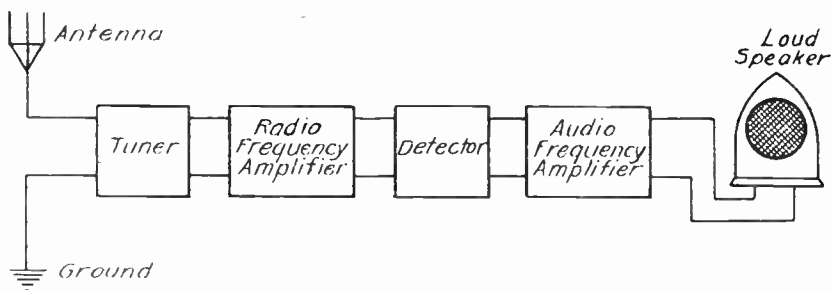 Antenna
Loud
Speaker
Tuner
Radio
Frequency
Amplifier
Detector
Audio
Frequency
Amplifier
Ground